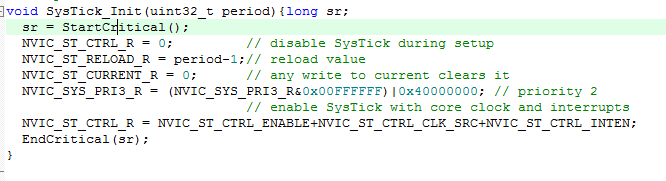 void SysTick_Init(uint32_t period){long sr;
  sr = StartCritical();
  NVIC_ST_CTRL_R = 0;         // disable SysTick during setup
  NVIC_ST_RELOAD_R = period-1;// reload value
  NVIC_ST_CURRENT_R = 0;      // any write to current clears it
  NVIC_SYS_PRI3_R = (NVIC_SYS_PRI3_R&0x00FFFFFF)|0x40000000; // priority 2
                              // enable SysTick with core clock and interrupts
  NVIC_ST_CTRL_R = NVIC_ST_CTRL_ENABLE+NVIC_ST_CTRL_CLK_SRC+NVIC_ST_CTRL_INTEN;
  EndCritical(sr);
}